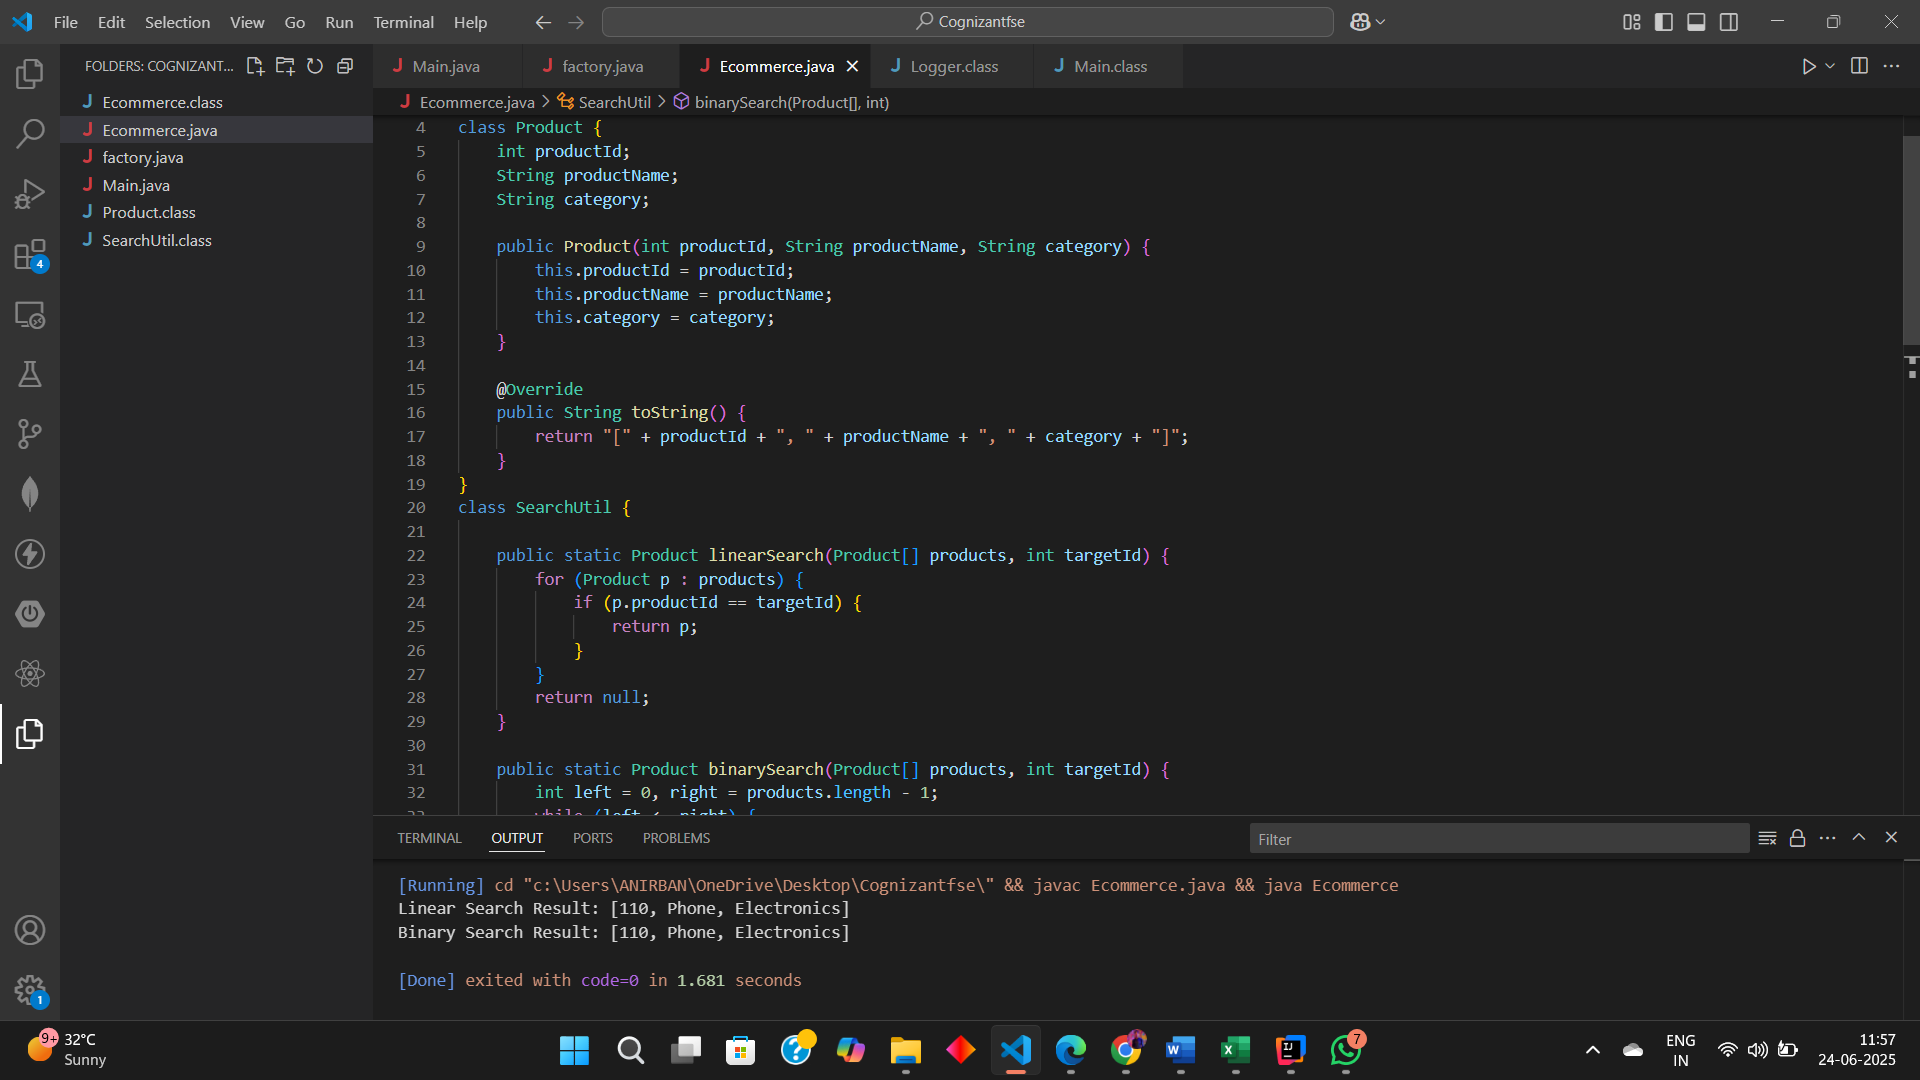 File Edit Selection View Go Run Terminal Help
Cognizantfse
FOLDERS: COGNIZANT...
Ecommerce.class
Ecommerce.java
factory.java
Main.java
Product.class
SearchUtil.class
4
1
Main.java factory.java Ecommerce.java Logger.class Main.class
Ecommerce.java > SearchUtil > binarySearch(Product[], int)
4 class Product {
5 int productId;
6 String productName;
7 String category;
8
9 public Product(int productId, String productName, String category) {
10 this.productId = productId;
11 this.productName = productName;
12 this.category = category;
13 }
14
15 @Override
16 public String toString() {
17 return "[" + productId + ", " + productName + ", " + category + "]";
18 }
19 }
20 class SearchUtil {
21
22 public static Product linearSearch(Product[] products, int targetId) {
23 for (Product p : products) {
24 if (p.productId == targetId) {
25 return p;
26 }
27 }
28 return null;
29 }
30
31 public static Product binarySearch(Product[] products, int targetId) {
32 int left = 0, right = products.length - 1;
TERMINAL OUTPUT PORTS PROBLEMS
Filter
[Running] cd "c:\Users\ANIRBAN\OneDrive\Desktop\Cognizantfse\" && javac Ecommerce.java && java Ecommerce
Linear Search Result: [110, Phone, Electronics]
Binary Search Result: [110, Phone, Electronics]
[Done] exited with code=0 in 1.681 seconds
9+
32°C
Sunny
7
ENG
IN
11:57
24-06-2025